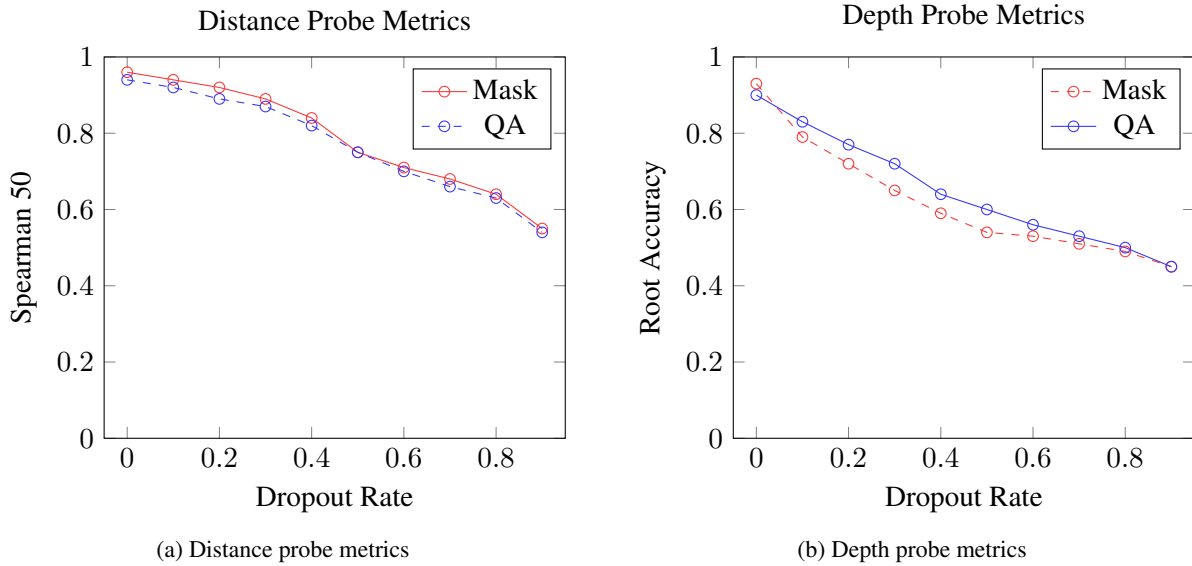 Distance Probe Metrics
1
0.8
0.6
0.4
0.2
0
0 0.2 0.4 0.6 0.8
Spearman 50
Dropout Rate
Mask
QA
(a) Distance probe metrics
Depth Probe Metrics
1
0.8
0.6
0.4
0.2
0
0 0.2 0.4 0.6 0.8
Root Accuracy
Dropout Rate
Mask
QA
(b) Depth probe metrics